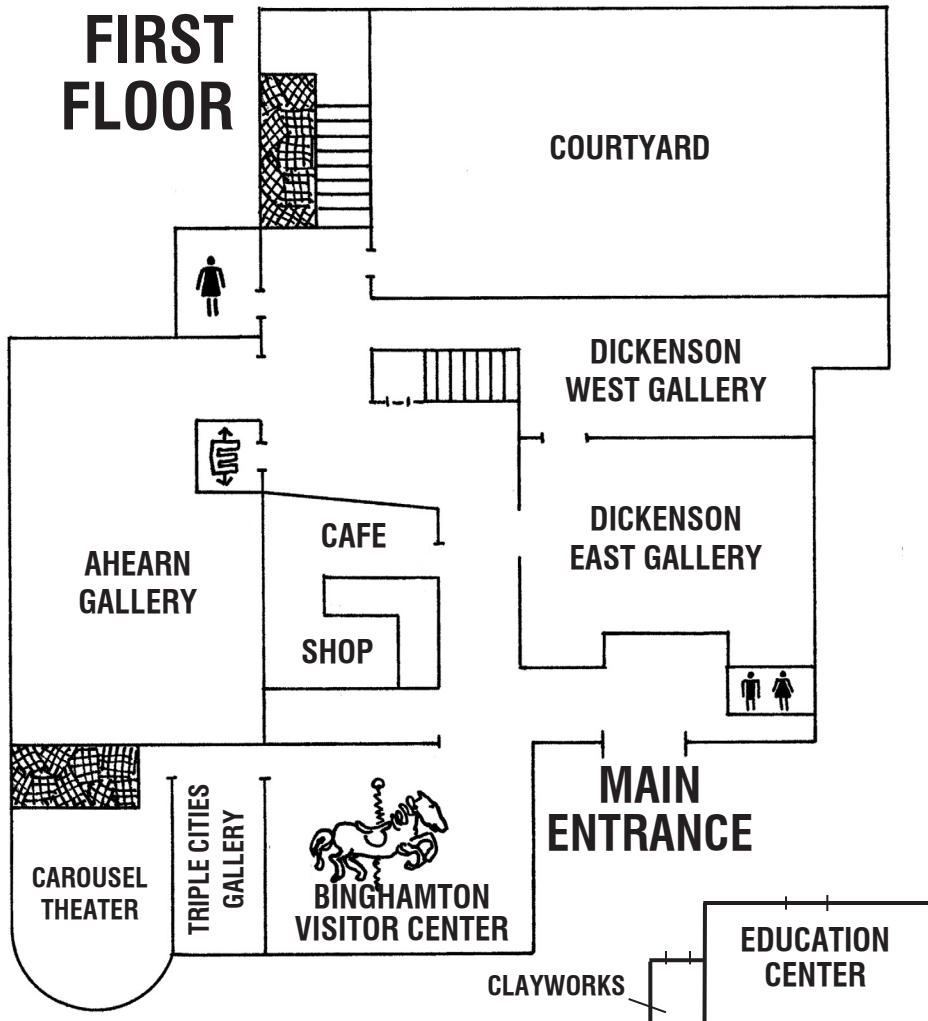 FIRST
FLOOR
COURTYARD
DICKENSON
WEST GALLERY
DICKENSON
EAST GALLERY
CAFE
AHEARN
GALLERY
SHOP
MAIN
ENTRANCE
TRIPLE CITIES
GALLERY
CAROUSEL
THEATER
BINGHAMTON
VISITOR CENTER
EDUCATION
CENTER
CLAYWORKS